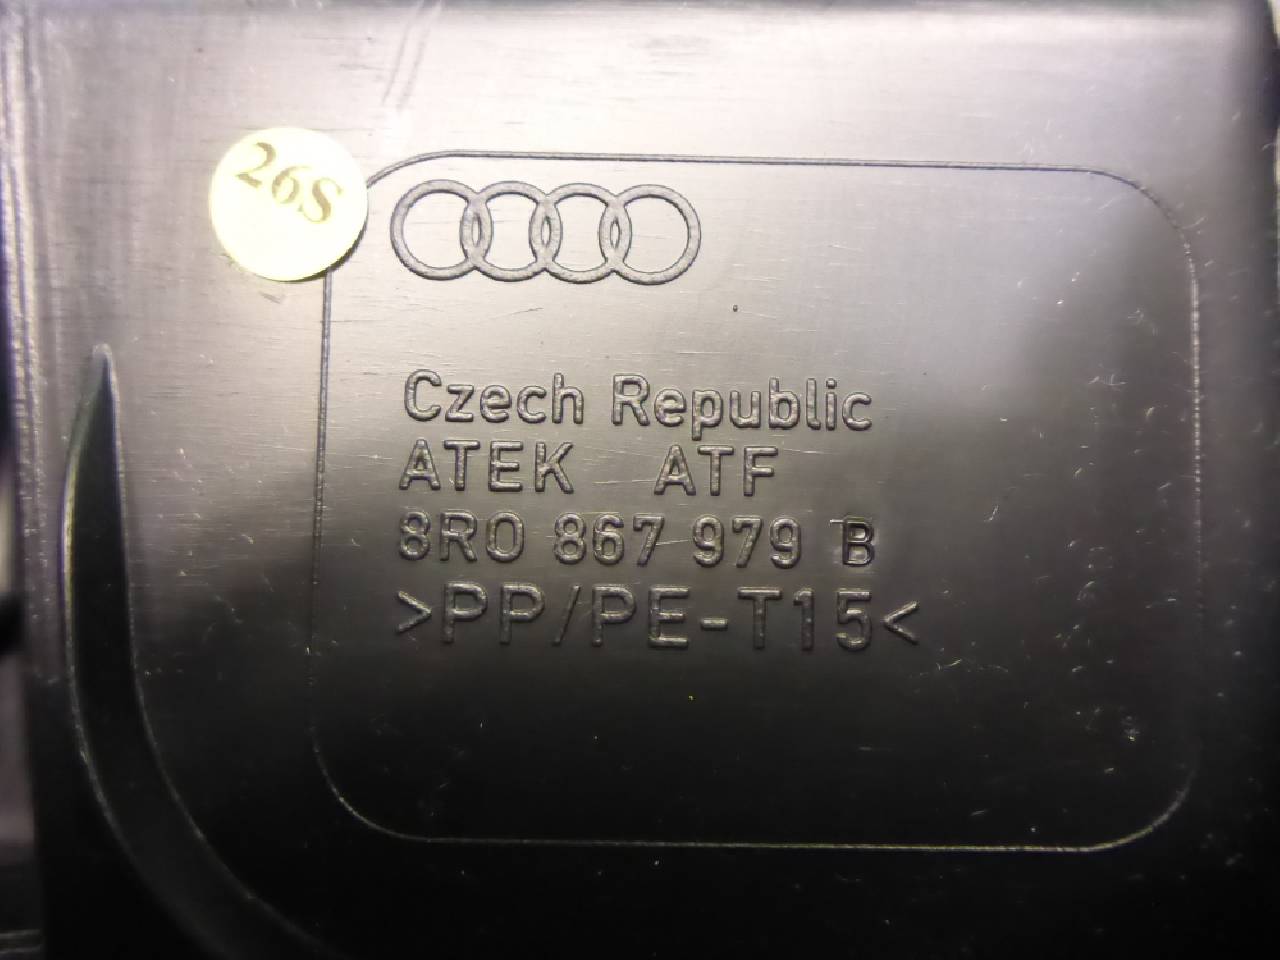 26S
Czech Republic
ATEK ATF
8R0 867 979 B
>PP/PE-T15<